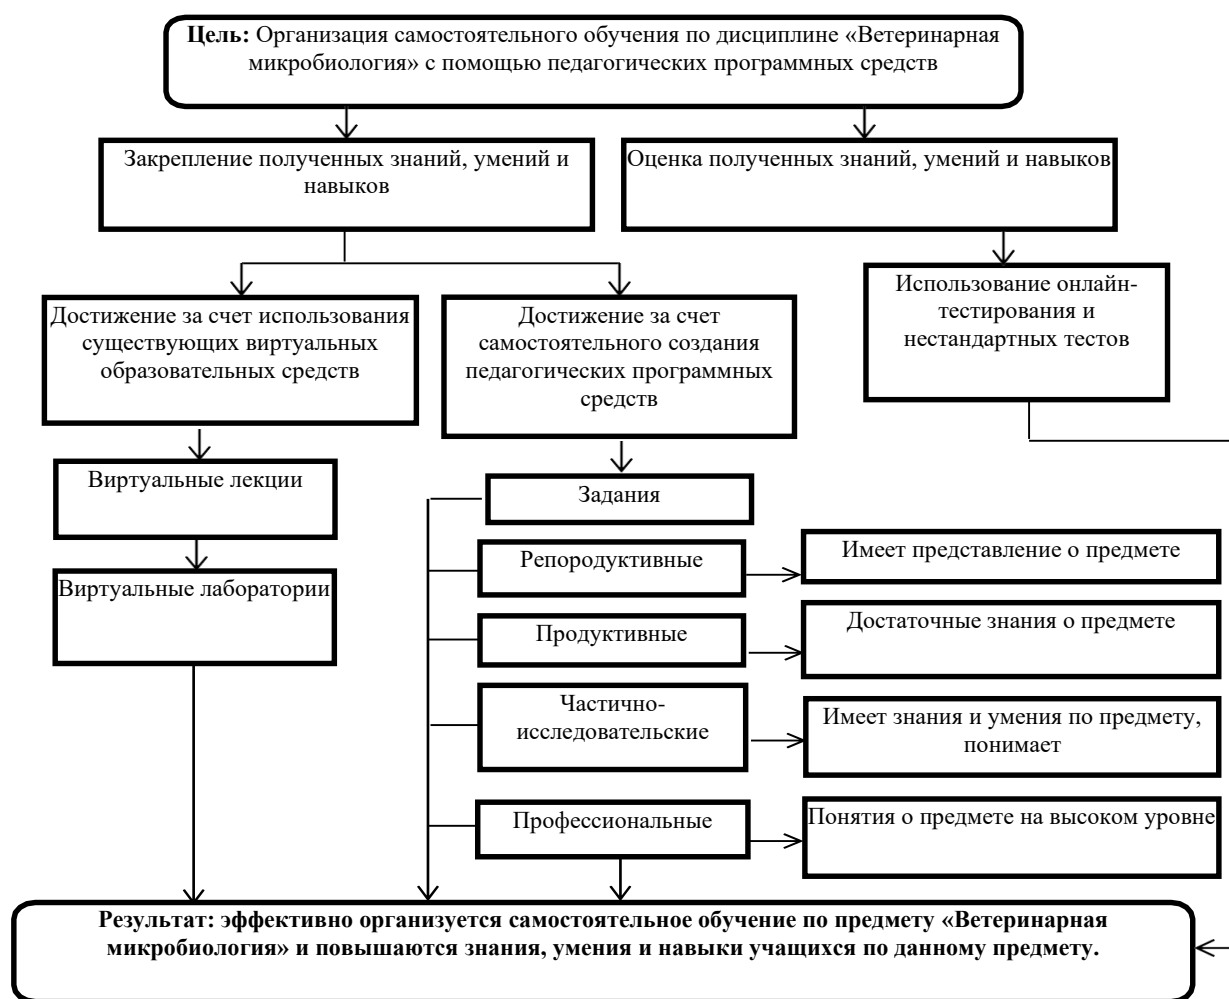 Цель: Организация самостоятельного обучения по дисциплине «Ветеринарная
микробиология» с помощью педагогических программных средств
Закрепление полученных знаний, умений и
навыков
Оценка полученных знаний, умений и навыков
Достижение за счет использования
существующих виртуальных
образовательных средств
Достижение за счет
самостоятельного создания
педагогических программных
средств
Использование онлайн-
тестирования и
нестандартных тестов
Виртуальные лекции
Виртуальные лаборатории
Задания
Репородуктивные
Имеет представление о предмете
Продуктивные
Достаточные знания о предмете
Частично-
исследовательские
Имеет знания и умения по предмету,
понимает
Профессиональные
Понятия о предмете на высоком уровне
Результат: эффективно организуется самостоятельное обучение по предмету «Ветеринарная
микробиология» и повышаются знания, умения и навыки учащихся по данному предмету.